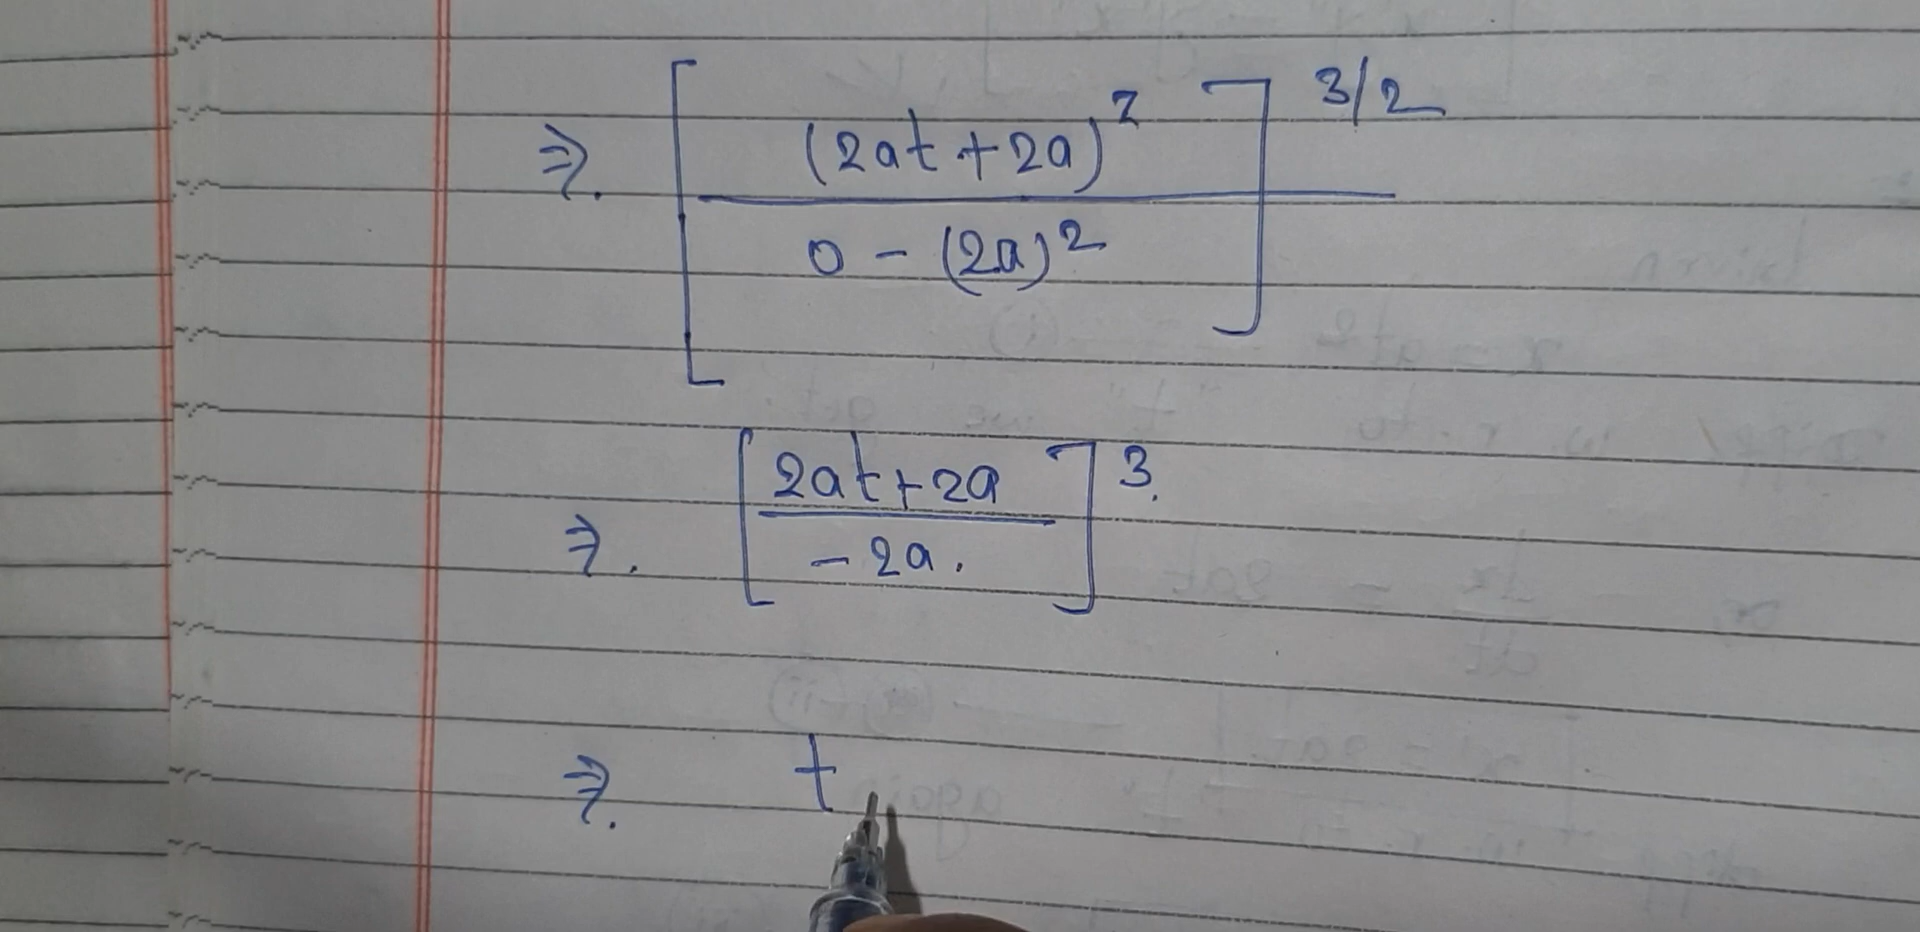 ⇒. [ (2at + 2a)² / 0 - (2a)² ] 3/2
⇒. [ 2at + 2a / - 2a. ] 3.
⇒. t